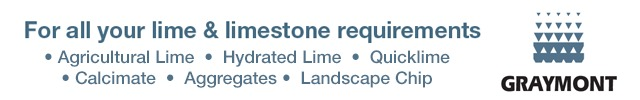 For all your lime & limestone requirements
• Agricultural Lime • Hydrated Lime • Quicklime
• Calcimate • Aggregates • Landscape Chip
GRAYMONT